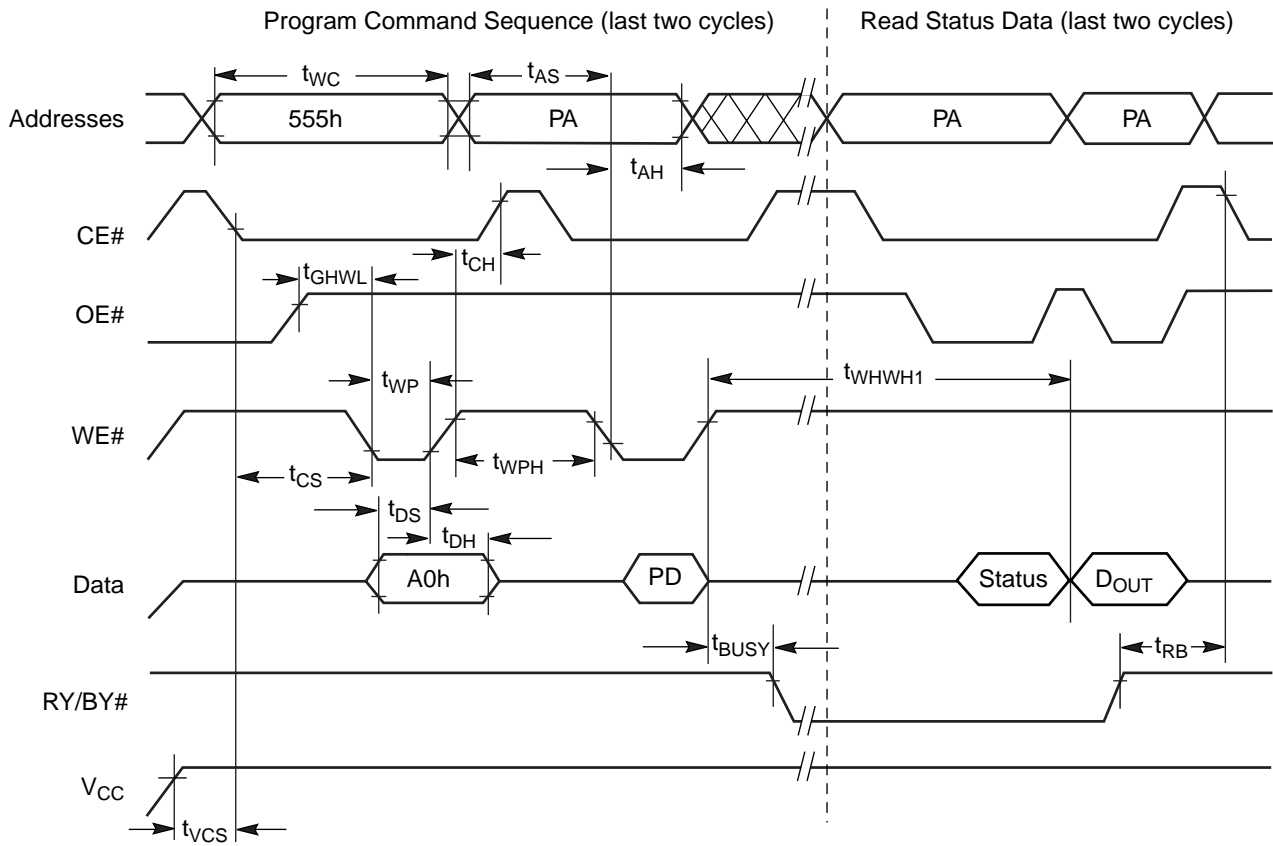 Program Command Sequence (last two cycles) Read Status Data (last two cycles)
tWC tAS
Addresses 555h PA PA PA
tAH
CE#
tCH
tGHWL
OE#
tWP tWHWH1
WE#
tCS tWPH
tDS
tDH
Data A0h PD Status DOUT
tBUSY tRB
RY/BY#
VCC
tVCS